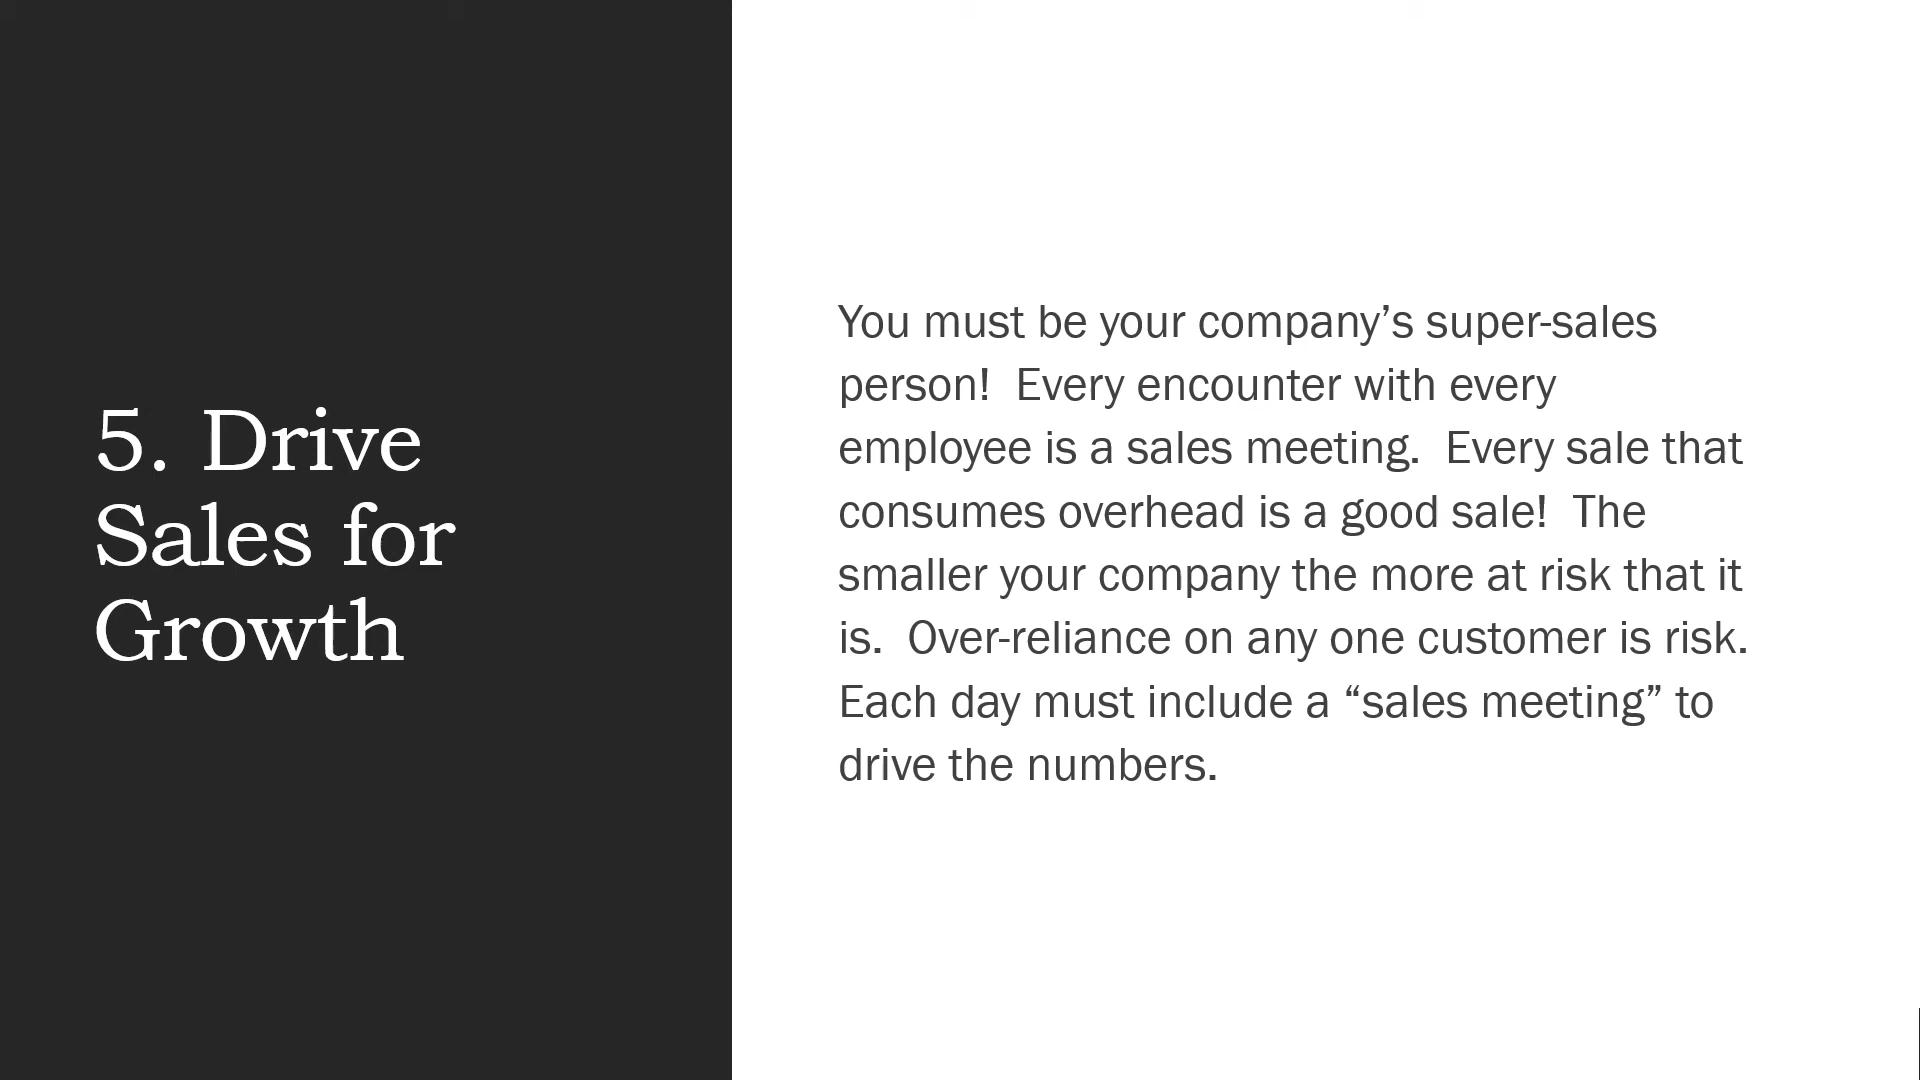 5. Drive
Sales for
Growth
You must be your company’s super-sales
person!  Every encounter with every
employee is a sales meeting.  Every sale that
consumes overhead is a good sale!  The
smaller your company the more at risk that it
is.  Over-reliance on any one customer is risk.
Each day must include a “sales meeting” to
drive the numbers.